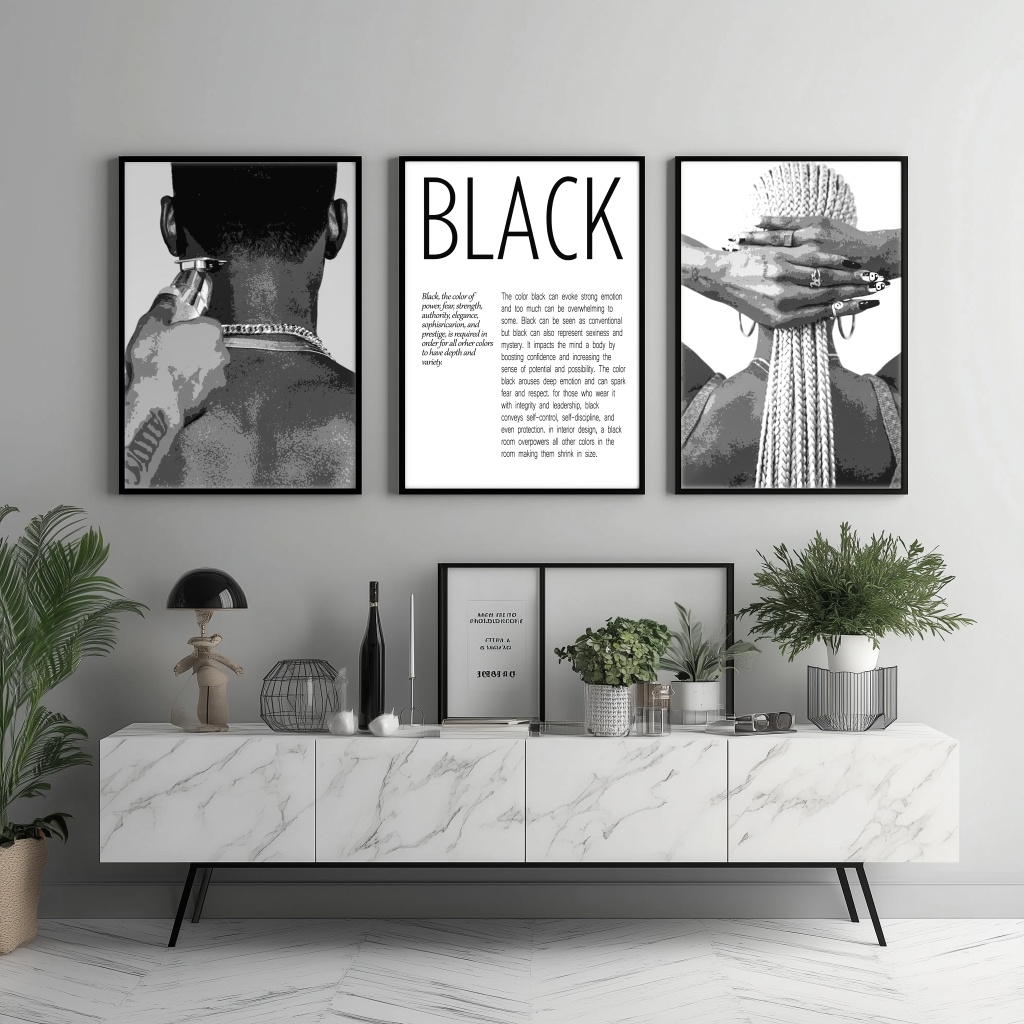 BLACK
Black, the color of
power, fear, strength,
authority, elegance,
sophisricarion, and
prestige, is required in
order for all orher colors
to have depth and
variety.
The color black can evoke strong emotion
and too much can be overwhelming to
some. Black can be seen as conventional
but black can also represent sexiness and
mystery. It impacts the mind a body by
boosting confidence and increasing the
sense of potential and possibility. The color
black arouses deep emotion and can spark
fear and respect. for those who wear it
with integrity and leadership, black
conveys self-control, self-discipline, and
even protection. in interior design, a black
room overpowers all other colors in the
room making them shrink in size.